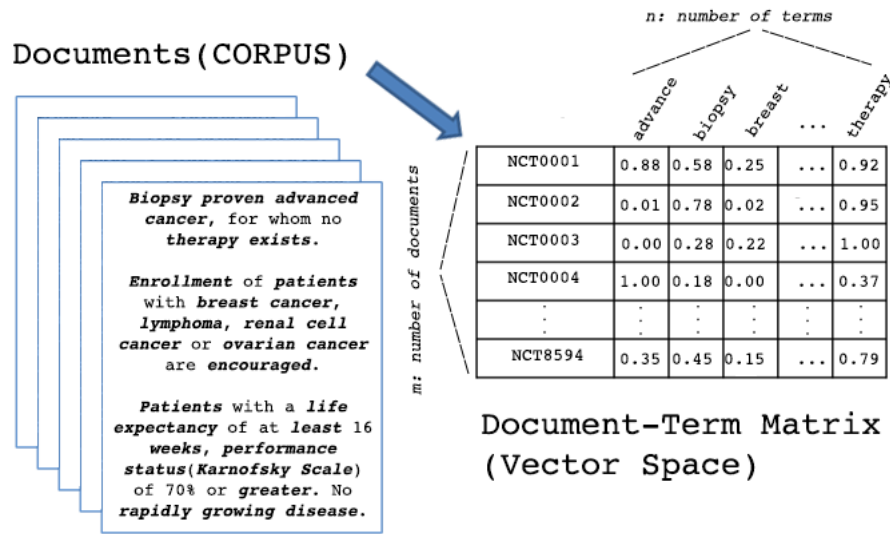 n: number of terms
Documents(CORPUS)
advance biopsy breast ... therapy
m: number of documents
NCT0001 0.88 0.58 0.25 ... 0.92
NCT0002 0.01 0.78 0.02 ... 0.95
NCT0003 0.00 0.28 0.22 ... 1.00
NCT0004 1.00 0.18 0.00 ... 0.37
⋮ ⋮ ⋮ ⋮ ⋮ ⋮
NCT8594 0.35 0.45 0.15 ... 0.79
Biopsy proven advanced
cancer, for whom no
therapy exists.
Enrollment of patients
with breast cancer,
lymphoma, renal cell
cancer or ovarian cancer
are encouraged.
Patients with a life
expectancy of at least 16
weeks, performance
status(Karnofsky Scale)
of 70% or greater. No
rapidly growing disease.
Document-Term Matrix
(Vector Space)